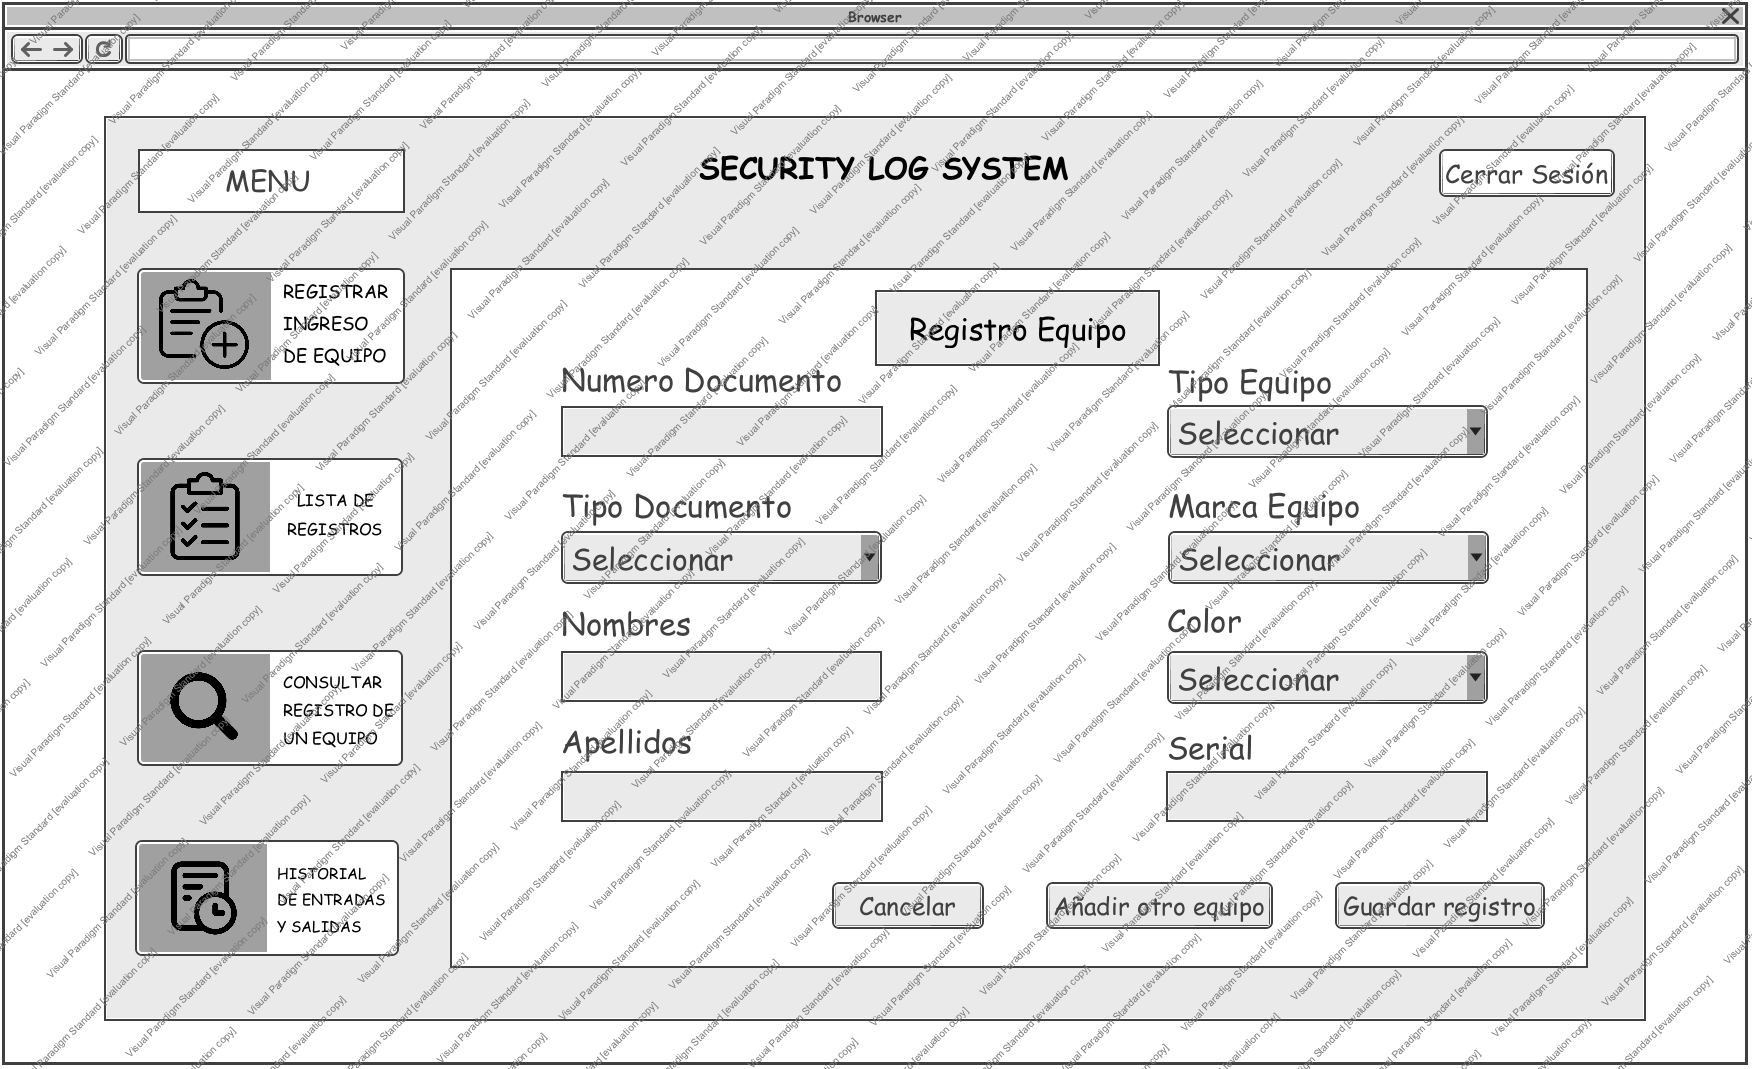 Browser
MENU
SECURITY LOG SYSTEM
Cerrar Sesión
REGISTRAR
INGRESO
DE EQUIPO
LISTA DE
REGISTROS
CONSULTAR
REGISTRO DE
UN EQUIPO
HISTORIAL
DE ENTRADAS
Y SALIDAS
Registro Equipo
Numero Documento
Tipo Documento
Seleccionar
Nombres
Apellidos
Tipo Equipo
Seleccionar
Marca Equipo
Seleccionar
Color
Seleccionar
Serial
Cancelar
Añadir otro equipo
Guardar registro
Visual Paradigm Standard [evaluation copy]